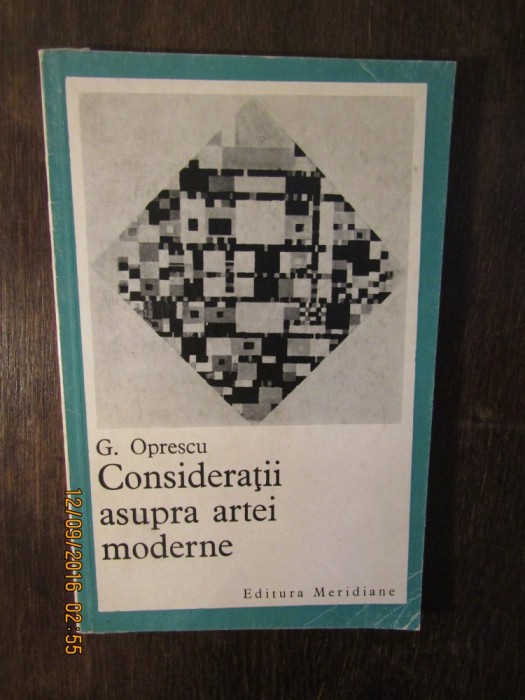 G. Oprescu
Consideraţii
asupra artei
moderne
Editura Meridiane
12/09/2016 02:55